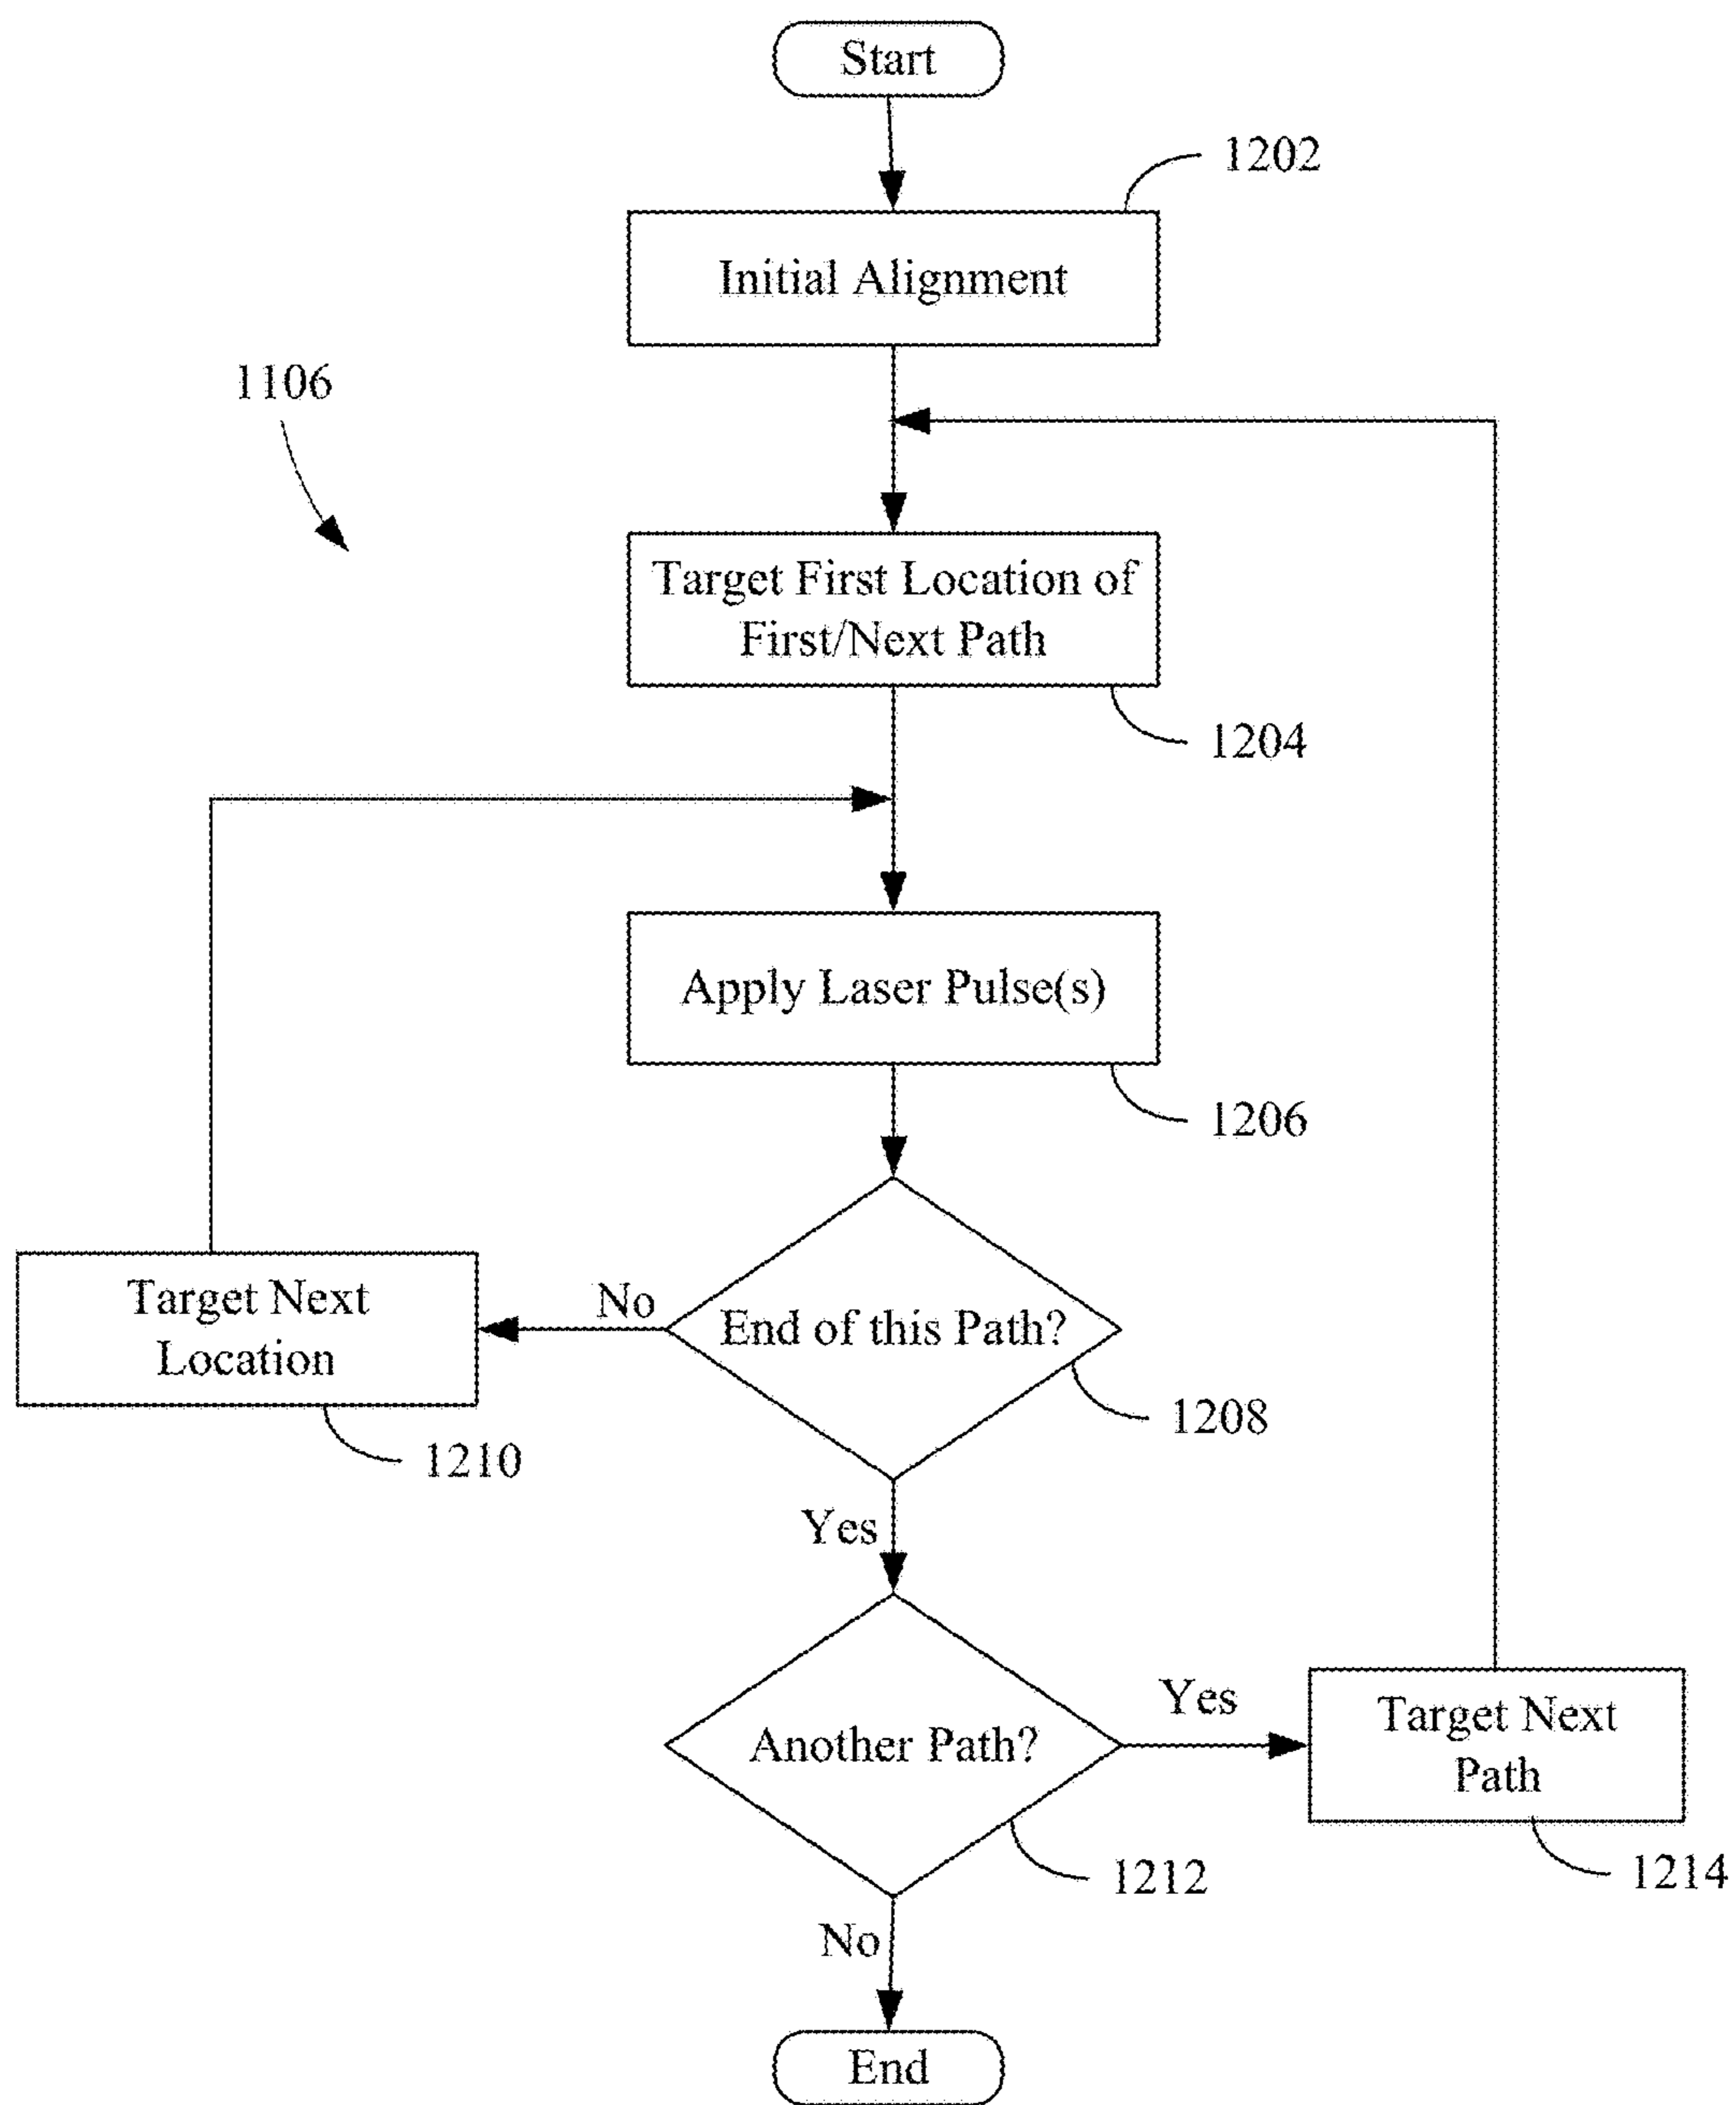 Start
1202
Initial Alignment
1106
Target First Location of
First/Next Path
1204
Apply Laser Pulse(s)
1206
Target Next
Location
No
End of this Path?
1208
1210
Yes
Another Path?
Yes
Target Next
Path
1212
1214
No
End